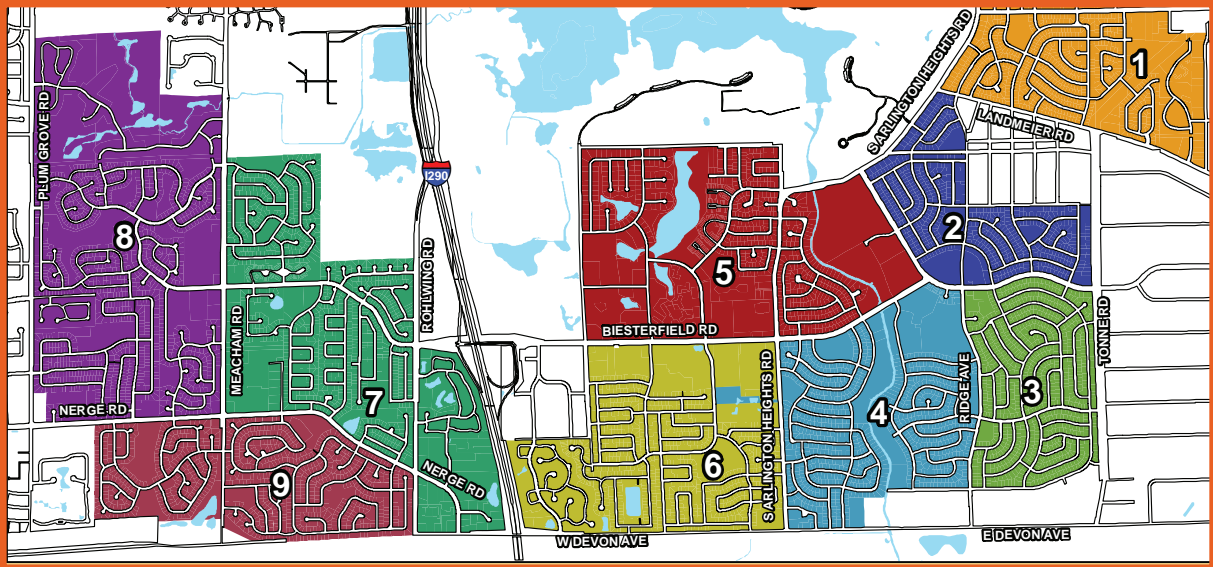 S ARLINGTON HEIGHTS RD
1
LANDMEIER RD
PLUM GROVE RD
I290
8
2
5
ROHLWING RD
BIESTERFIELD RD
TONNE RD
MEACHAM RD
S ARLINGTON HEIGHTS RD
RIDGE AVE
3
7
4
NERGE RD
6
NERGE RD
9
W DEVON AVE
E DEVON AVE